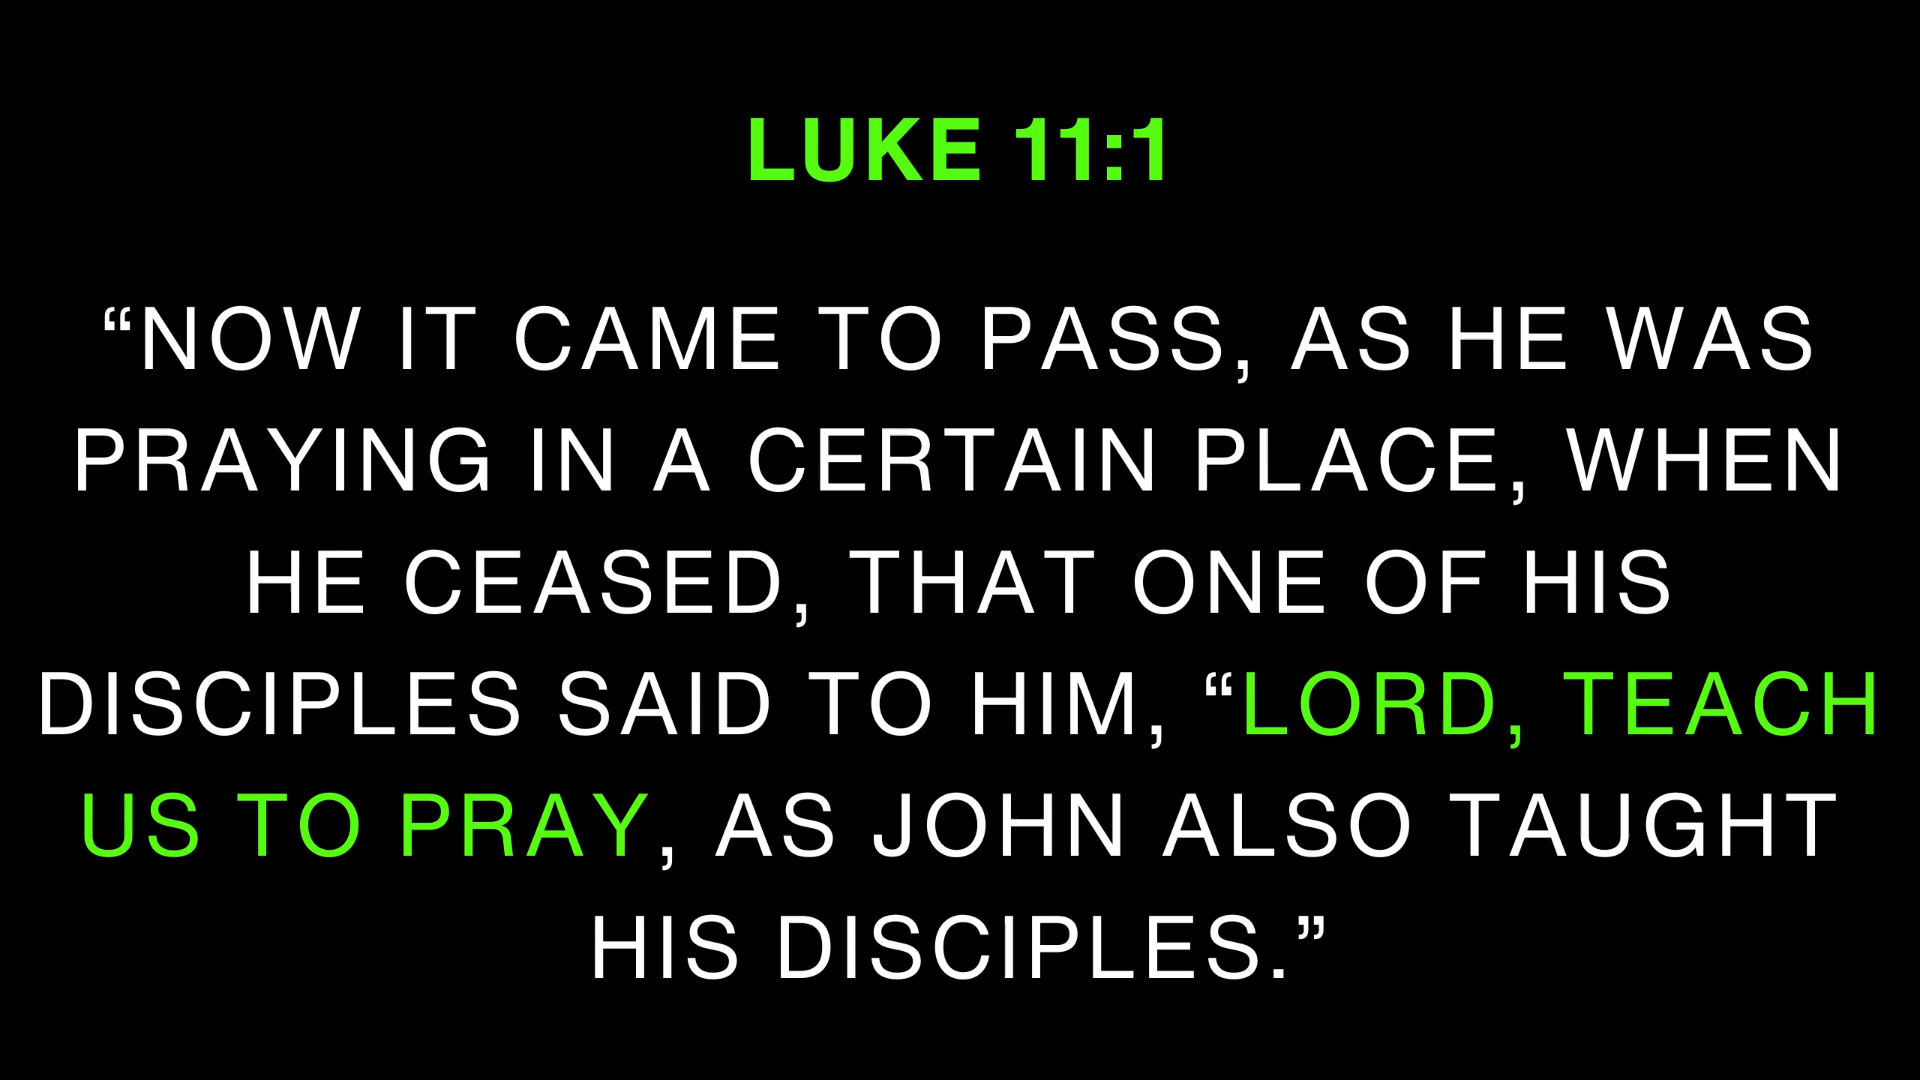 LUKE 11:1
“NOW IT CAME TO PASS, AS HE WAS
PRAYING IN A CERTAIN PLACE, WHEN
HE CEASED, THAT ONE OF HIS
DISCIPLES SAID TO HIM, “LORD, TEACH
US TO PRAY, AS JOHN ALSO TAUGHT
HIS DISCIPLES.”